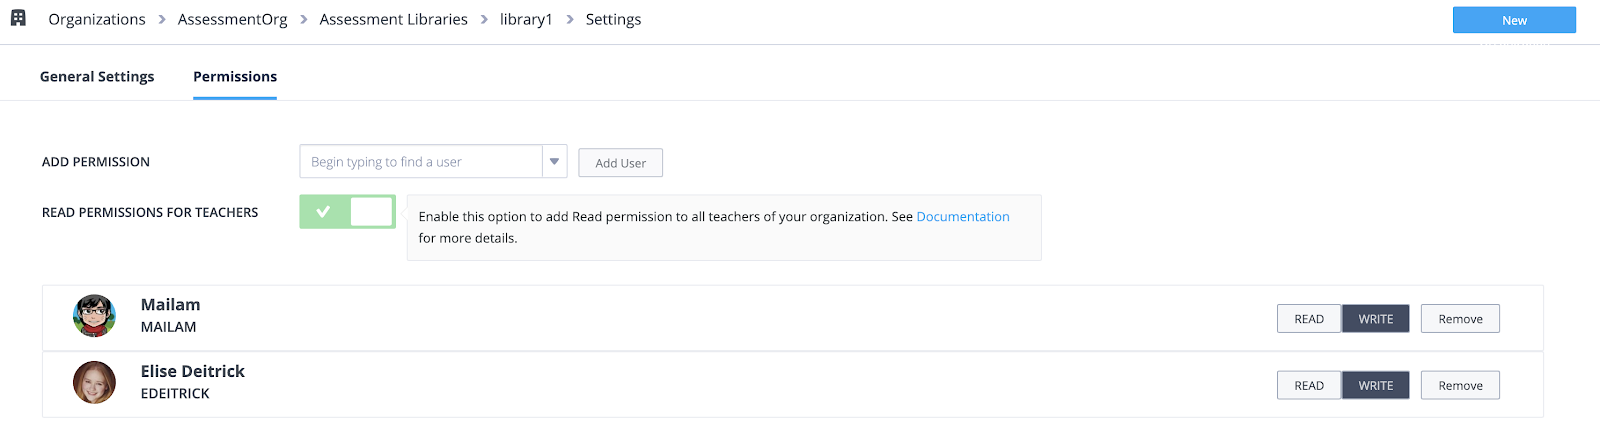 Organizations > AssessmentOrg > Assessment Libraries > library1 > Settings
New
General Settings Permissions
ADD PERMISSION Begin typing to find a user Add User
READ PERMISSIONS FOR TEACHERS
Enable this option to add Read permission to all teachers of your organization. See Documentation
for more details.
Mailam
MAILAM
READ WRITE Remove
Elise Deitrick
EDEITRICK
READ WRITE Remove